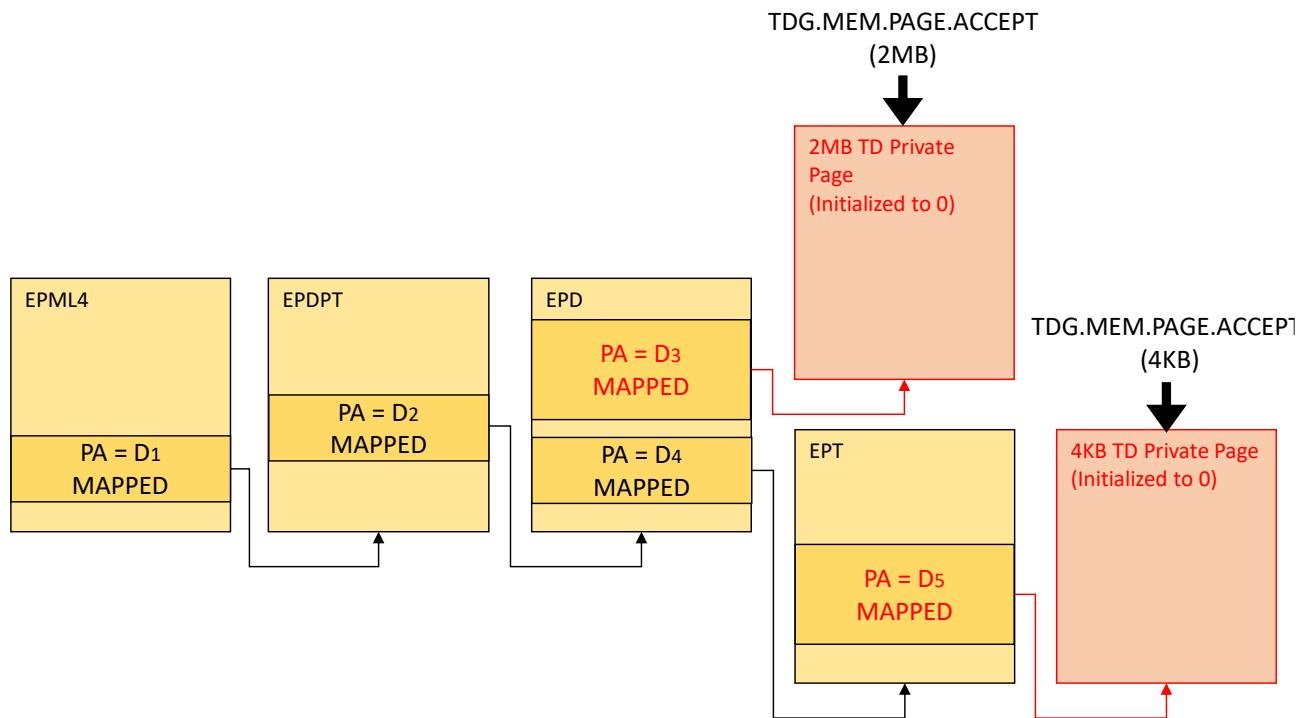 TDG.MEM.PAGE.ACCEPT
(2MB)
2MB TD Private
Page
(Initialized to 0)
EPML4
PA = D1
MAPPED
EPDPT
PA = D2
MAPPED
EPD
PA = D3
MAPPED
PA = D4
MAPPED
TDG.MEM.PAGE.ACCEPT
(4KB)
EPT
PA = D5
MAPPED
4KB TD Private Page
(Initialized to 0)